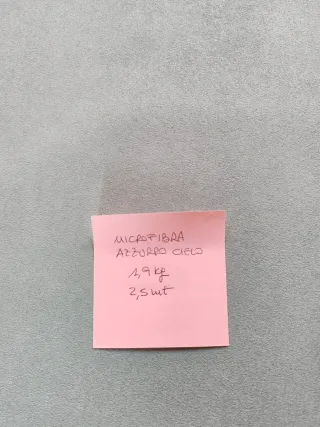 MICROFIBRA
AZZURRO CIELO
1,9 kg
2,5 mt